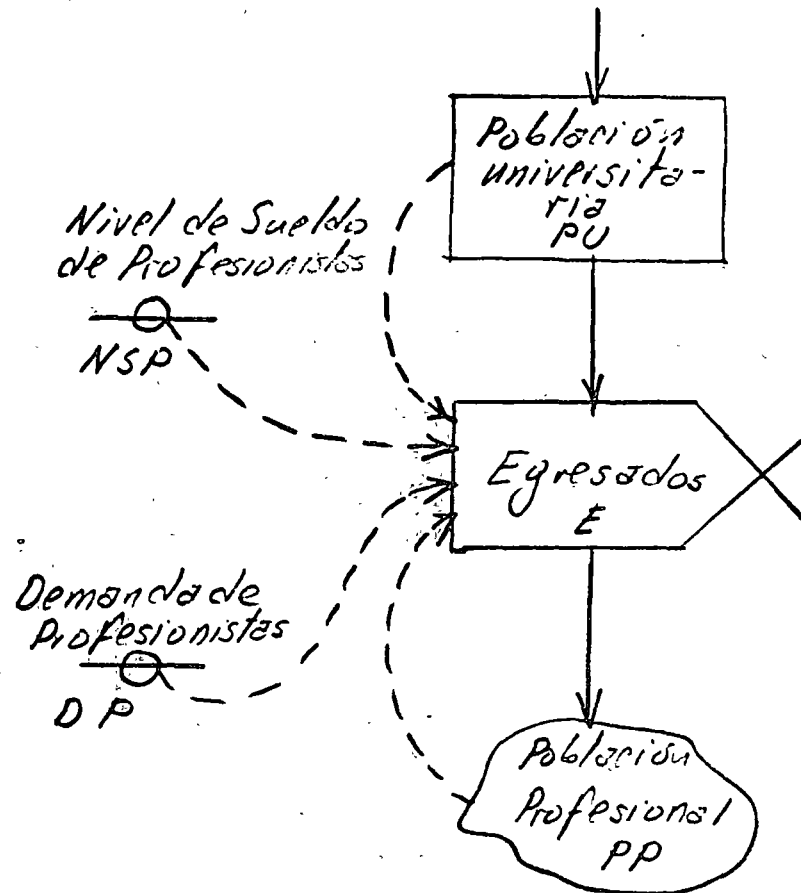 Población
universita-
ria
PU
Nivel de Sueldo
de Profesionistas
NSP
Egresados
E
Demanda de
Profesionistas
DP
Población
Profesional
PP